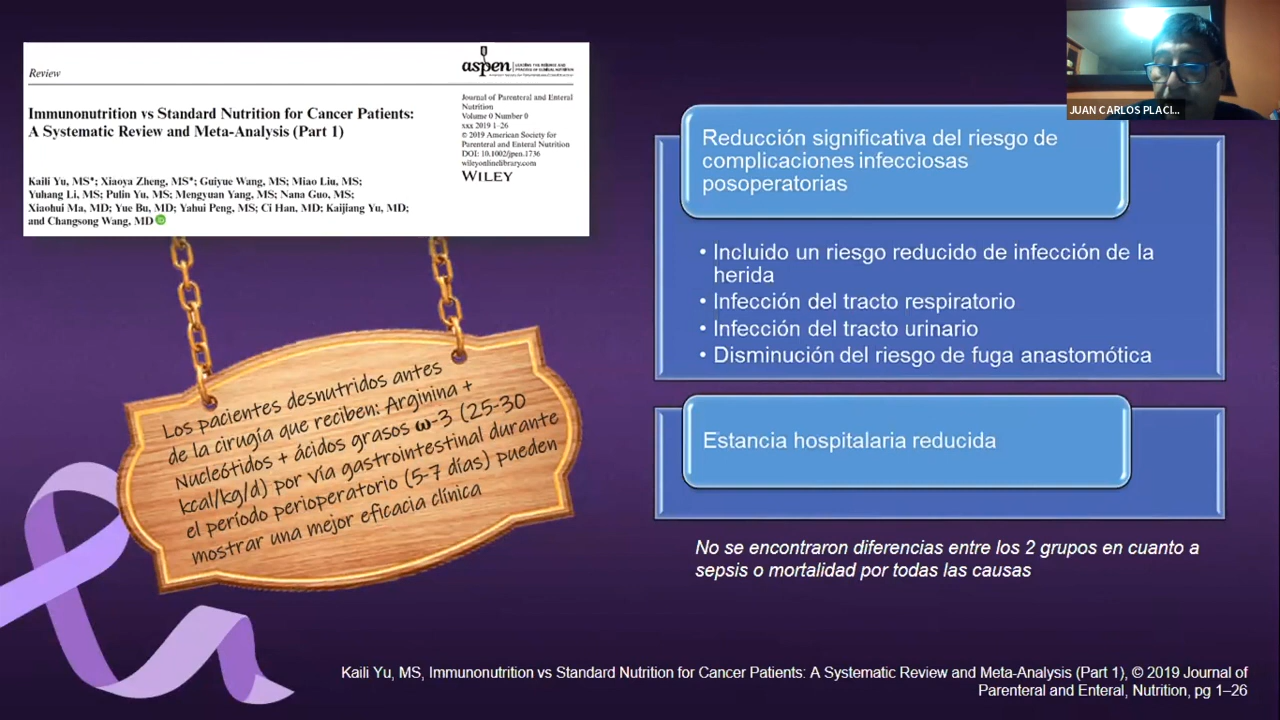 Review
aspen
Journal of Parenteral and Enteral
Nutrition
Volume 0 Number 0
xxx 2019 1–26
© 2019 American Society for
Parenteral and Enteral Nutrition
DOI: 10.1002/jpen.1736
wileyonlinelibrary.com
WILEY
Immunonutrition vs Standard Nutrition for Cancer Patients:
A Systematic Review and Meta-Analysis (Part 1)
Kaili Yu, MS*; Xiaoya Zheng, MS*; Guiyue Wang, MS; Miao Liu, MS;
Yuhang Li, MS; Pulin Yu, MS; Mengyuan Yang, MS; Nana Guo, MS;
Xiaohui Ma, MD; Yue Bu, MD; Yahui Peng, MS; Ci Han, MD; Kaijiang Yu, MD;
and Changsong Wang, MD iD
Los pacientes desnutridos antes
de la cirugía que reciben: Arginina +
Nucleótidos + ácidos grasos ω-3 (25-30
kcal/kg/d) por vía gastrointestinal durante
el período perioperatorio (5-7 días) pueden
mostrar una mejor eficacia clínica
JUAN CARLOS PLACI...
Reducción significativa del riesgo de
complicaciones infecciosas
posoperatorias
• Incluido un riesgo reducido de infección de la
herida
• Infección del tracto respiratorio
• Infección del tracto urinario
• Disminución del riesgo de fuga anastomótica
Estancia hospitalaria reducida
No se encontraron diferencias entre los 2 grupos en cuanto a
sepsis o mortalidad por todas las causas
Kaili Yu, MS, Immunonutrition vs Standard Nutrition for Cancer Patients: A Systematic Review and Meta-Analysis (Part 1), © 2019 Journal of
Parenteral and Enteral, Nutrition, pg 1–26